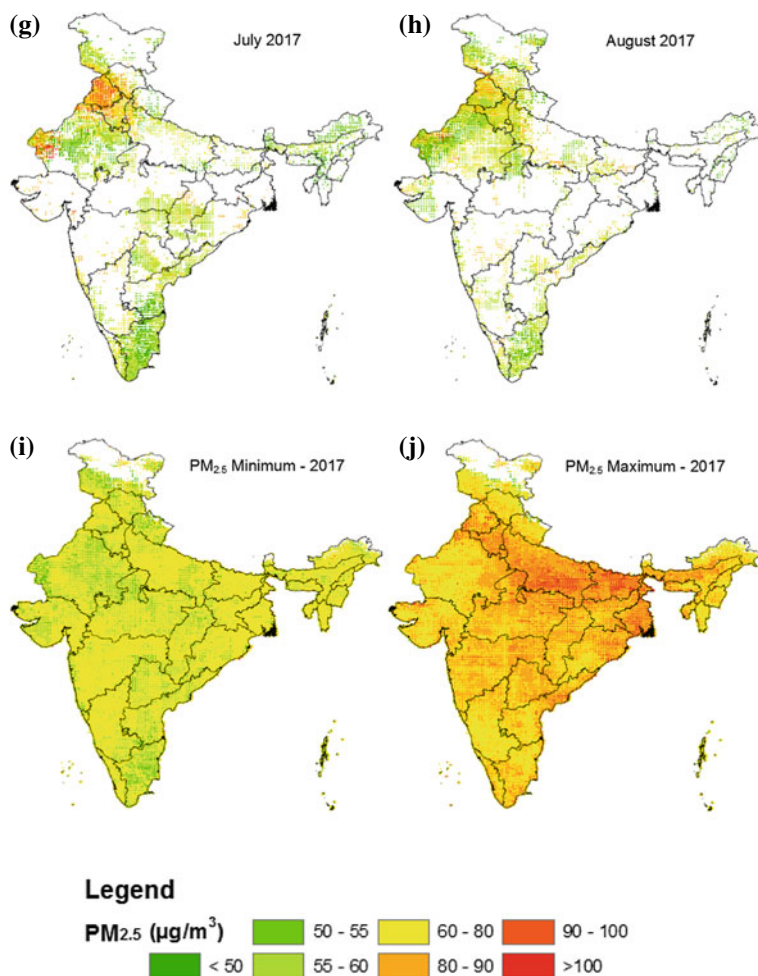 (g) July 2017
(h) August 2017
(i) PM2.5 Minimum - 2017
(j) PM2.5 Maximum - 2017
Legend
PM2.5 (µg/m³)
50 - 55 60 - 80 90 - 100
< 50 55 - 60 80 - 90 >100